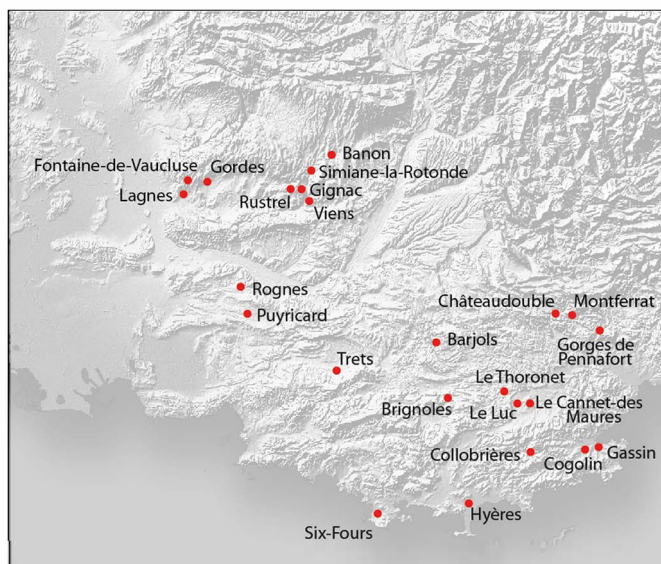 Banon
Fontaine-de-Vaucluse
Gordes
Simiane-la-Rotonde
Lagnes
Rustrel
Gignac
Viens
Rognes
Puyricard
Châteaudouble
Montferrat
Barjols
Gorges de
Pennafort
Trets
Le Thoronet
Brignoles
Le Luc
Le Cannet-des
Maures
Collobrières
Cogolin
Gassin
Hyères
Six-Fours